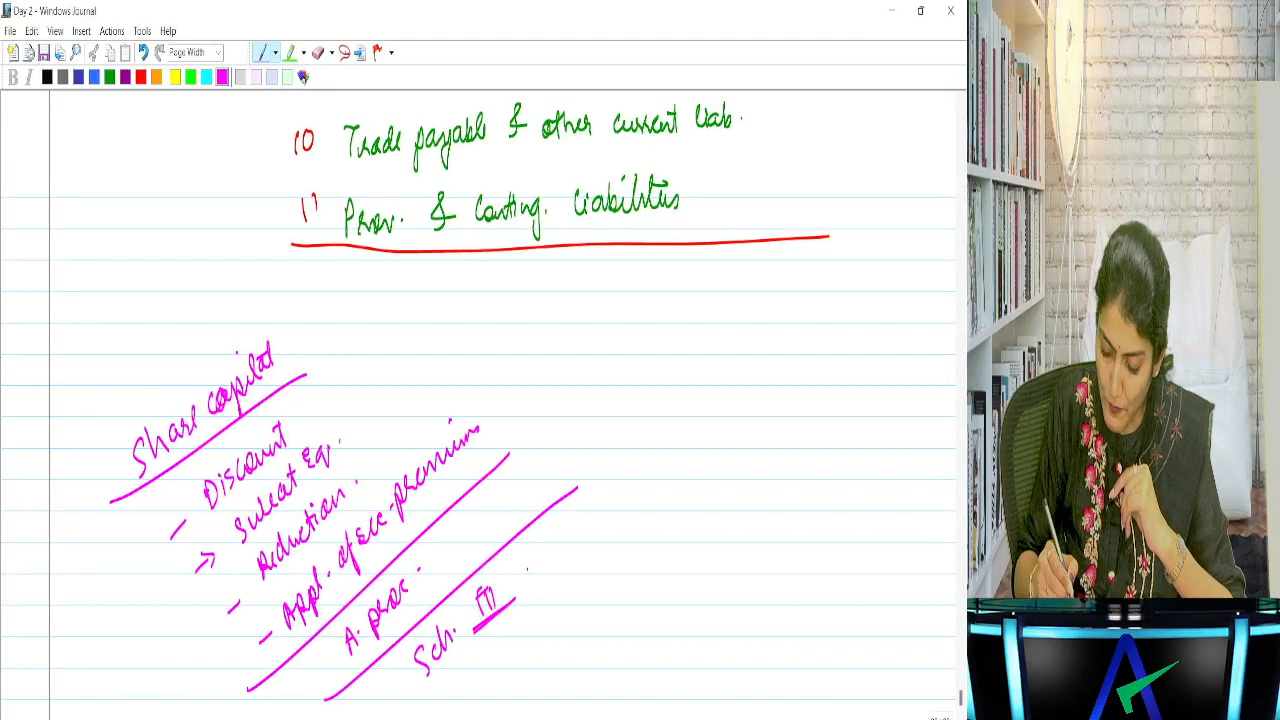 Day 2 - Windows Journal
File Edit View Insert Actions Tools Help
Page Width
B I
10 Trade payable & other current liab.
11 Prov. & Conting. liabilities
Share capital
- Discount
-> Sweat Eq.
- Reduction.
- Appl. of sec. premium
A. proc.
Sch. III